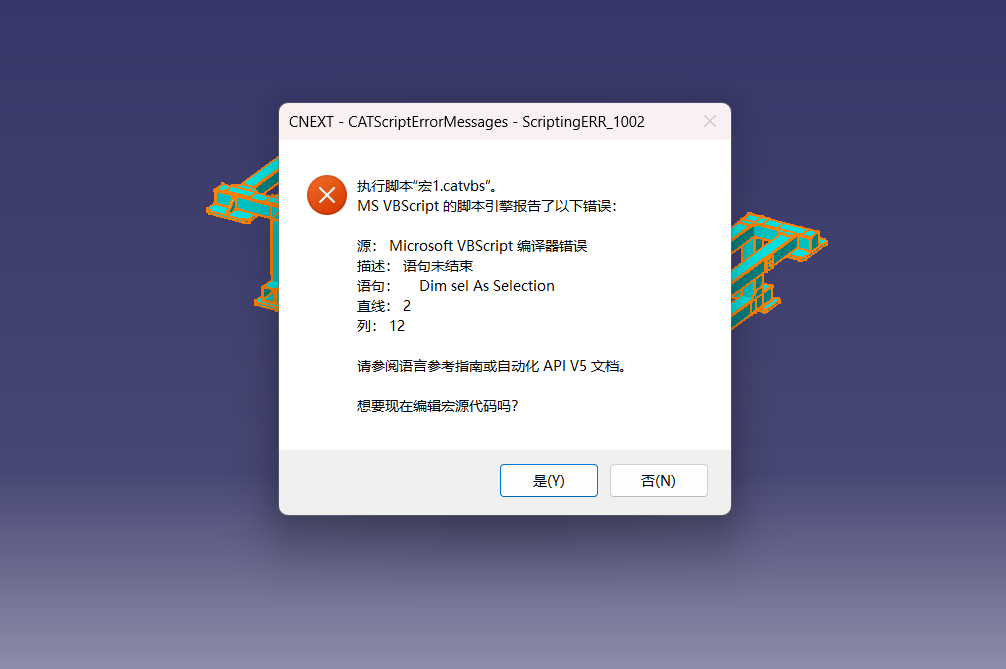 CNEXT - CATScriptErrorMessages - ScriptingERR_1002
执行脚本“宏1.catvbs”。
MS VBScript 的脚本引擎报告了以下错误：
源： Microsoft VBScript 编译器错误
描述： 语句未结束
语句： Dim sel As Selection
直线： 2
列： 12
请参阅语言参考指南或自动化 API V5 文档。
想要现在编辑宏源代码吗?
是(Y)
否(N)